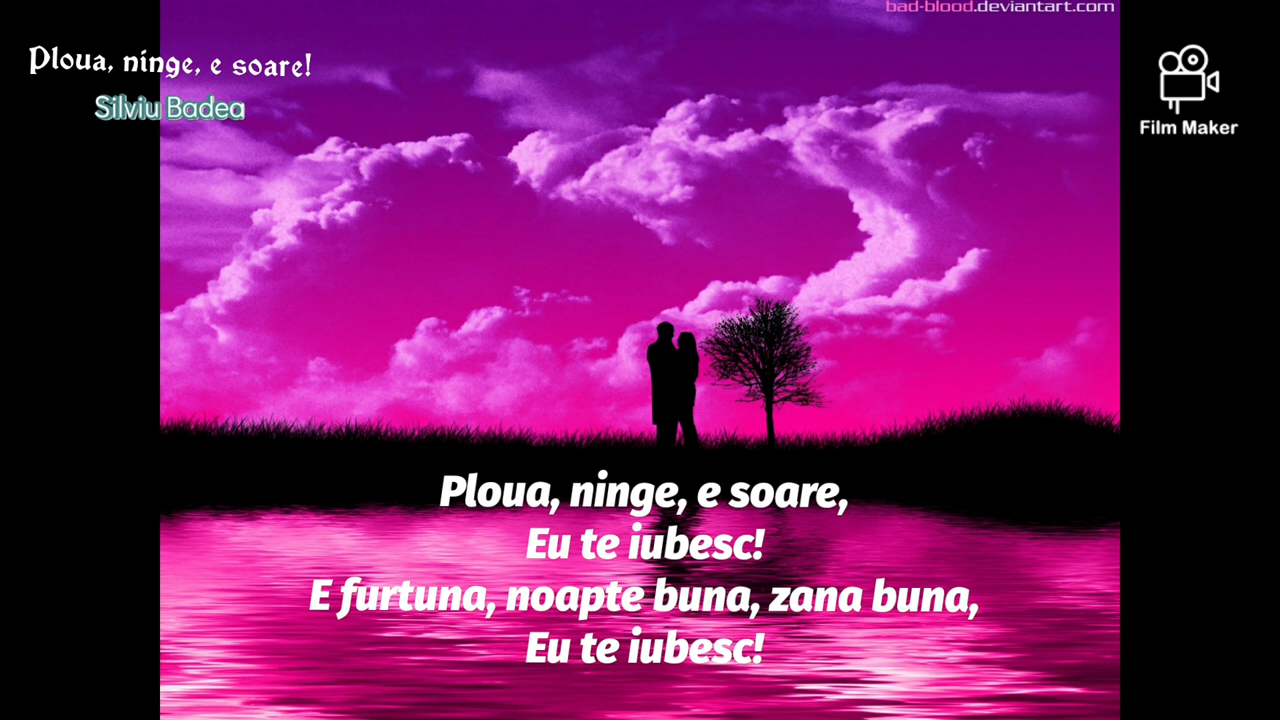 bad-blood.deviantart.com
Ploua, ninge, e soare!
Silviu Badea
Film Maker
Ploua, ninge, e soare,
Eu te iubesc!
E furtuna, noapte buna, zana buna,
Eu te iubesc!